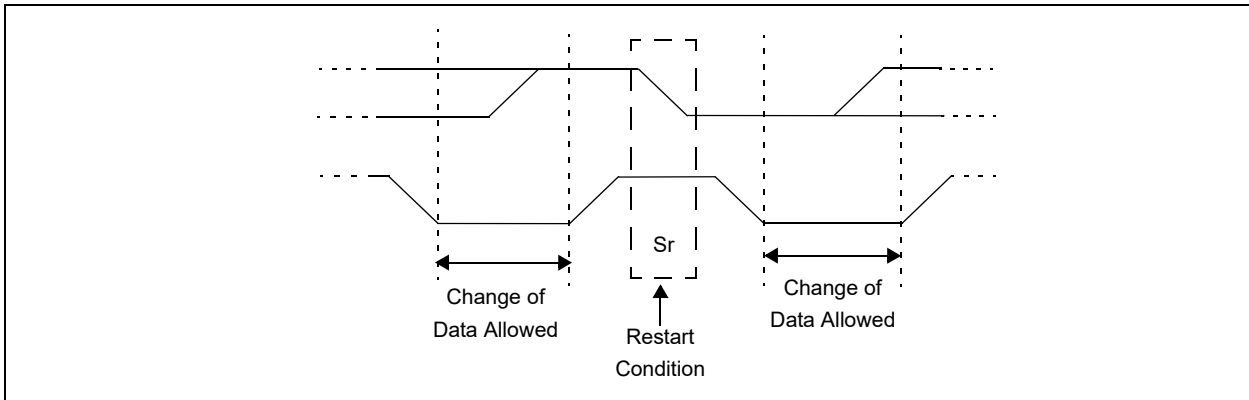 Sr
Change of
Data Allowed
Restart
Condition
Change of
Data Allowed